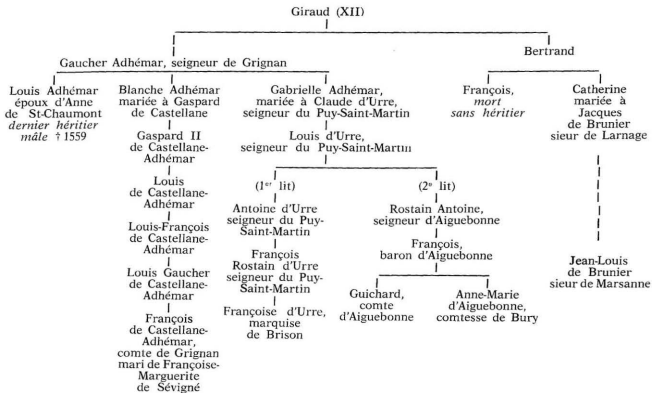 Giraud (XII)
Gaucher Adhémar, seigneur de Grignan
Bertrand
Louis Adhémar
époux d'Anne
de St-Chaumont
dernier héritier
mâle † 1559
Blanche Adhémar
mariée à Gaspard
de Castellane
Gaspard II
de Castellane-
Adhémar
Louis
de Castellane-
Adhémar
Louis-François
de Castellane-
Adhémar
Louis Gaucher
de Castellane-
Adhémar
François
de Castellane-
Adhémar,
comte de Grignan
mari de Françoise-
Marguerite
de Sévigné
Gabrielle Adhémar,
mariée à Claude d'Urre,
seigneur du Puy-Saint-Martin
Louis d'Urre,
seigneur du Puy-Saint-Martin
(1er lit)
Antoine d'Urre
seigneur du Puy-
Saint-Martin
François
Rostain d'Urre
seigneur du Puy-
Saint-Martin
Françoise d'Urre,
marquise
de Brison
(2e lit)
Rostain Antoine,
seigneur d'Aiguebonne
François,
baron d'Aiguebonne
Guichard,
comte
d'Aiguebonne
Anne-Marie
d'Aiguebonne,
comtesse de Bury
François,
mort
sans héritier
Catherine
mariée à
Jacques
de Brunier
sieur de Larnage
Jean-Louis
de Brunier
sieur de Marsanne